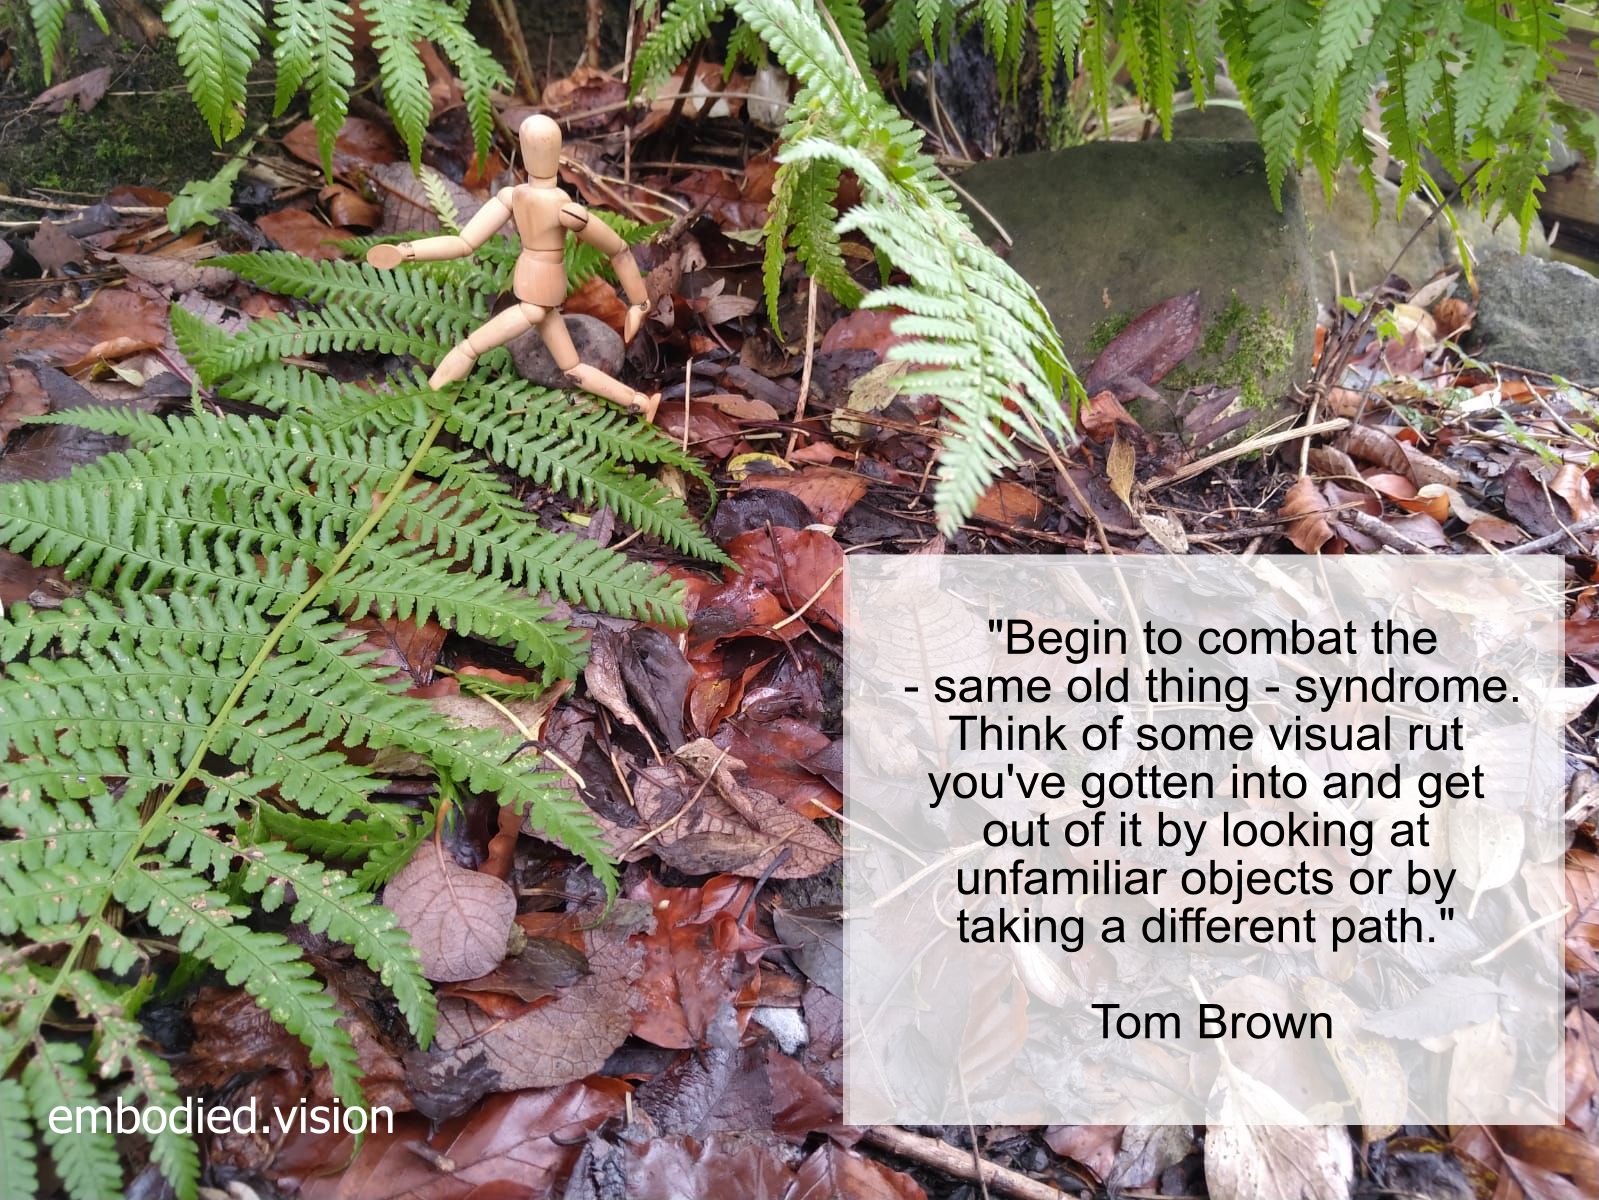 "Begin to combat the
- same old thing - syndrome.
Think of some visual rut
you've gotten into and get
out of it by looking at
unfamiliar objects or by
taking a different path."
Tom Brown
embodied.vision